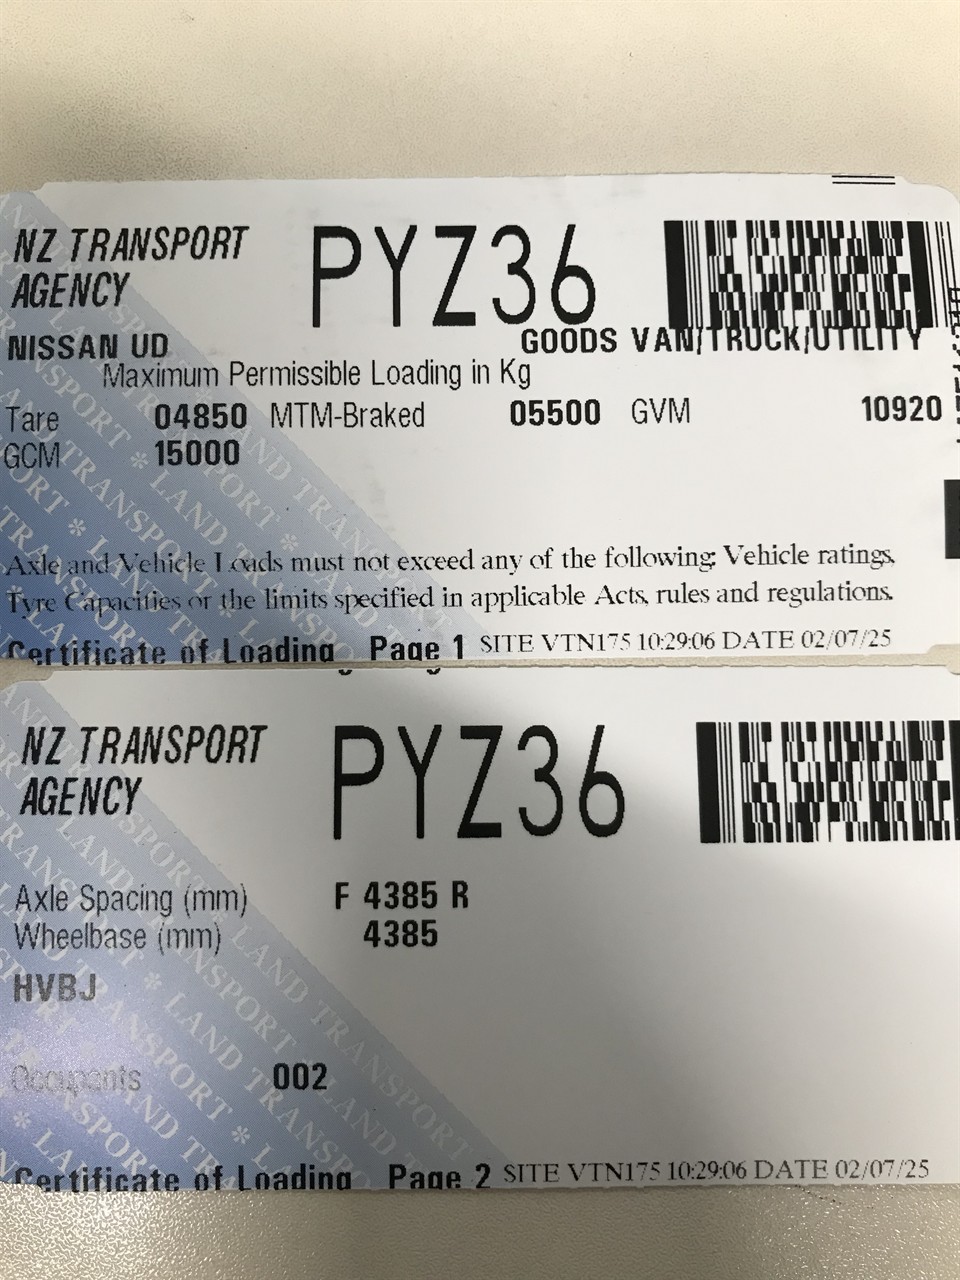 NZ TRANSPORT
AGENCY
PYZ36
NISSAN UD
GOODS VAN/TRUCK/UTILITY
Maximum Permissible Loading in Kg
Tare 04850 MTM-Braked 05500 GVM 10920
GCM 15000
Axle and Vehicle Loads must not exceed any of the following: Vehicle ratings,
Tyre Capacities or the limits specified in applicable Acts, rules and regulations.
Certificate of Loading Page 1 SITE VTN175 10:29:06 DATE 02/07/25
NZ TRANSPORT
AGENCY
PYZ36
Axle Spacing (mm) F 4385 R
Wheelbase (mm) 4385
HVBJ
Occupants 002
Certificate of Loading Page 2 SITE VTN175 10:29:06 DATE 02/07/25